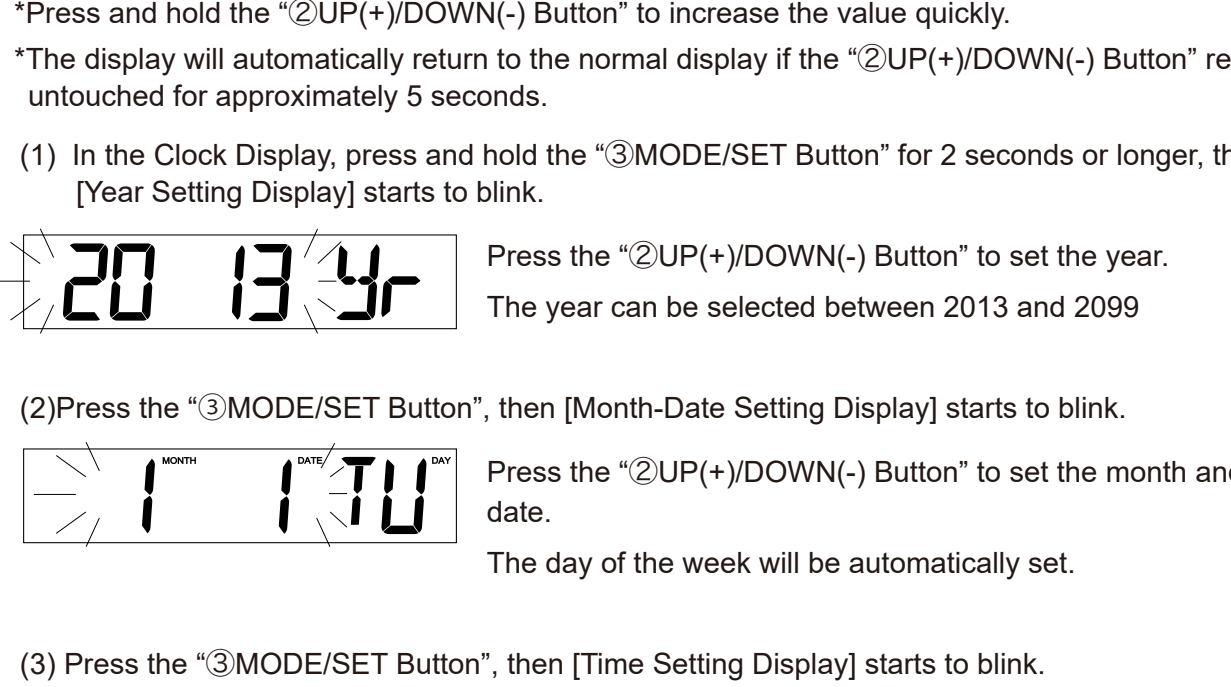 *Press and hold the “②UP(+)/DOWN(-) Button” to increase the value quickly.
*The display will automatically return to the normal display if the “②UP(+)/DOWN(-) Button” re
untouched for approximately 5 seconds.
(1) In the Clock Display, press and hold the “③MODE/SET Button” for 2 seconds or longer, th
[Year Setting Display] starts to blink.
20 13 Yr
Press the “②UP(+)/DOWN(-) Button” to set the year.
The year can be selected between 2013 and 2099
(2)Press the “③MODE/SET Button”, then [Month-Date Setting Display] starts to blink.
1 MONTH 1 DATE TU DAY
Press the “②UP(+)/DOWN(-) Button” to set the month and
date.
The day of the week will be automatically set.
(3) Press the “③MODE/SET Button”, then [Time Setting Display] starts to blink.